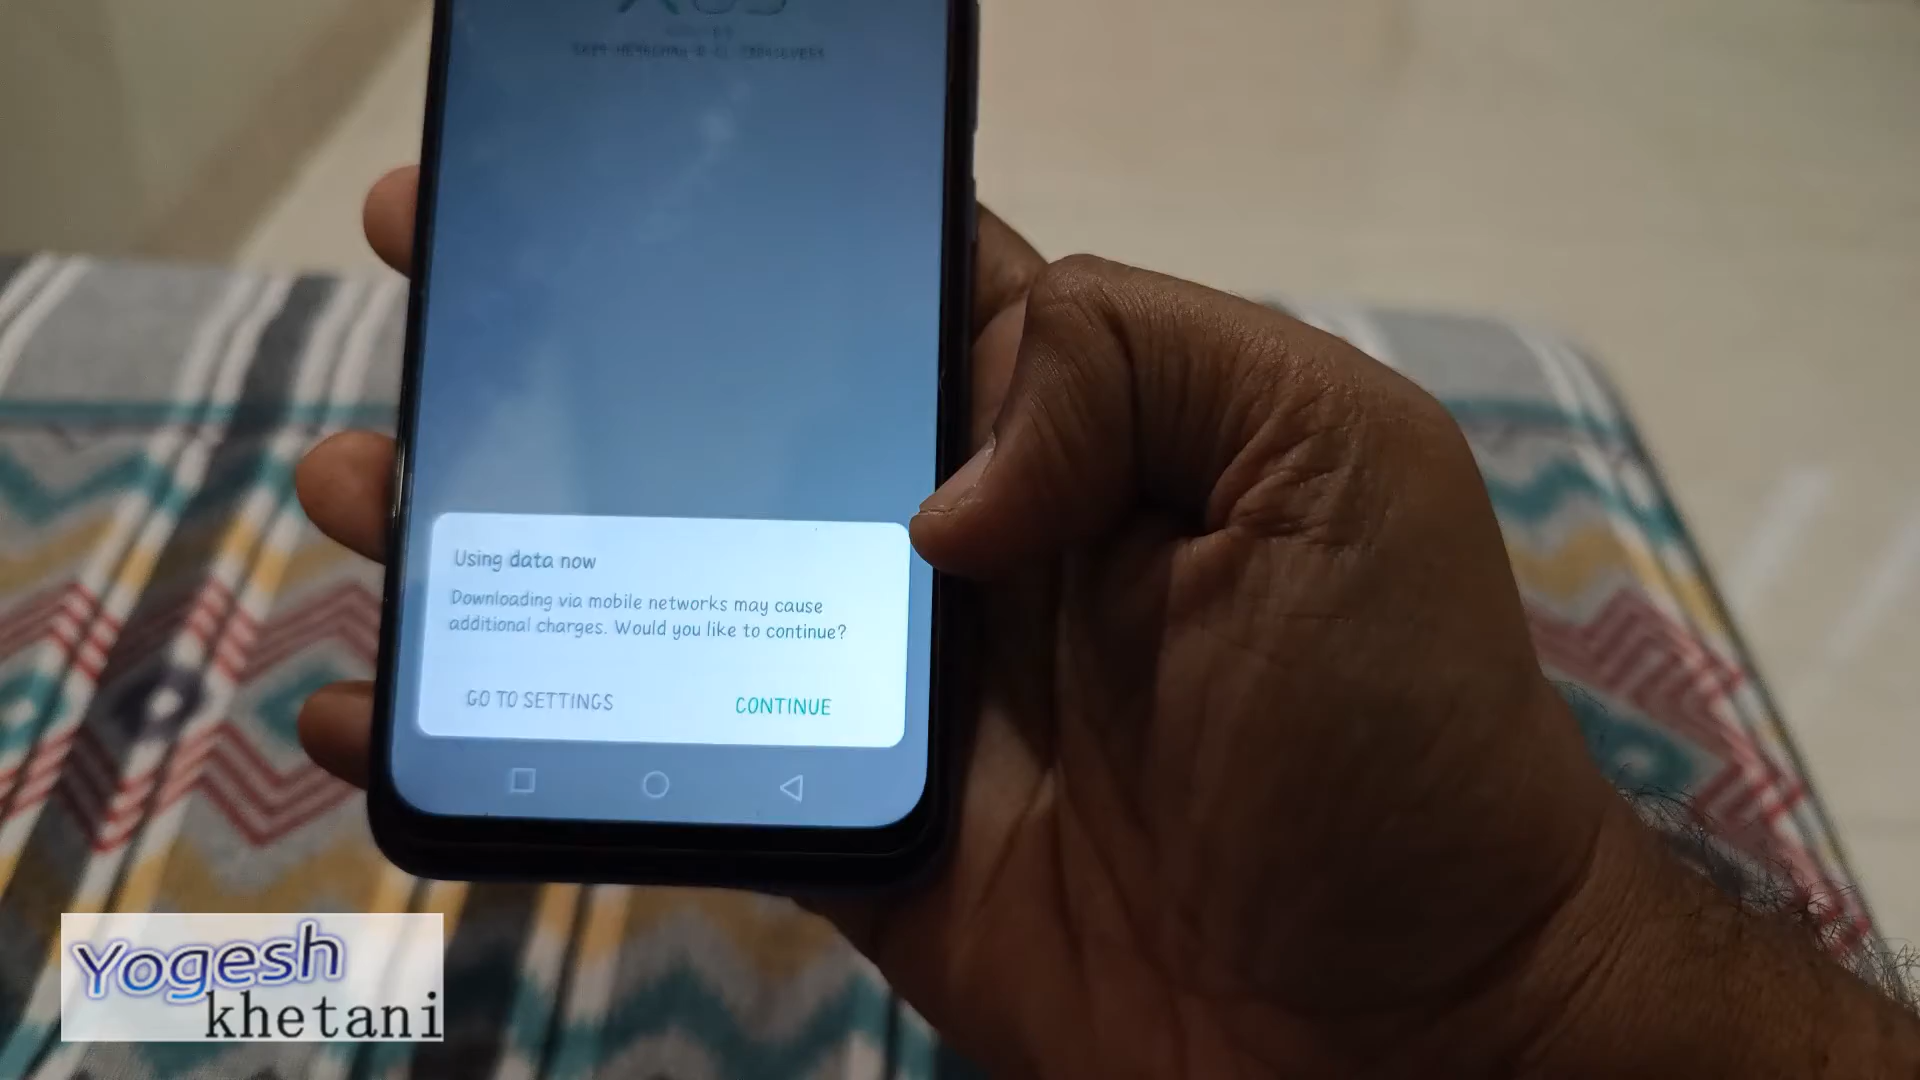 Using data now
Downloading via mobile networks may cause
additional charges. Would you like to continue?
GO TO SETTINGS
CONTINUE
Yogesh
khetani